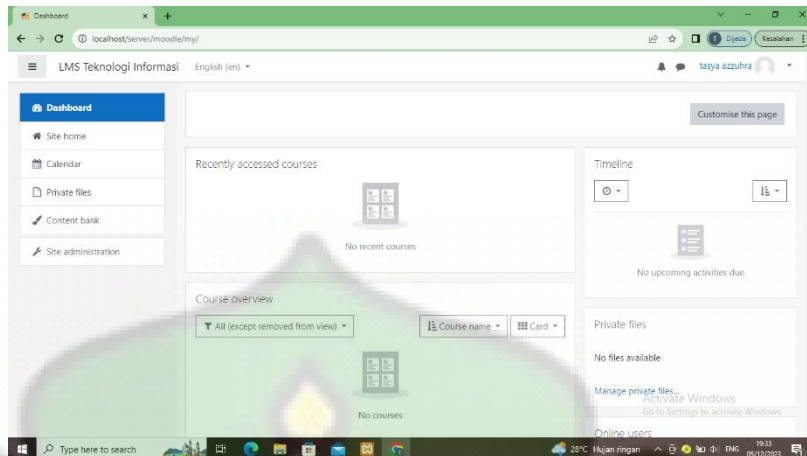 Dashboard
localhost/server/moodle/my/
Dijeda
Kesalahan
LMS Teknologi Informasi English (en)
tasya azzuhra
Dashboard
Site home
Calendar
Private files
Content bank
Site administration
Customise this page
Recently accessed courses
No recent courses
Course overview
All (except removed from view)
Course name
Card
No courses
Timeline
No upcoming activities due
Private files
No files available
Manage private files...
Activate Windows
Go to Settings to activate Windows.
Online users
Type here to search
28°C Hujan ringan
ENG
19:33
05/12/2023